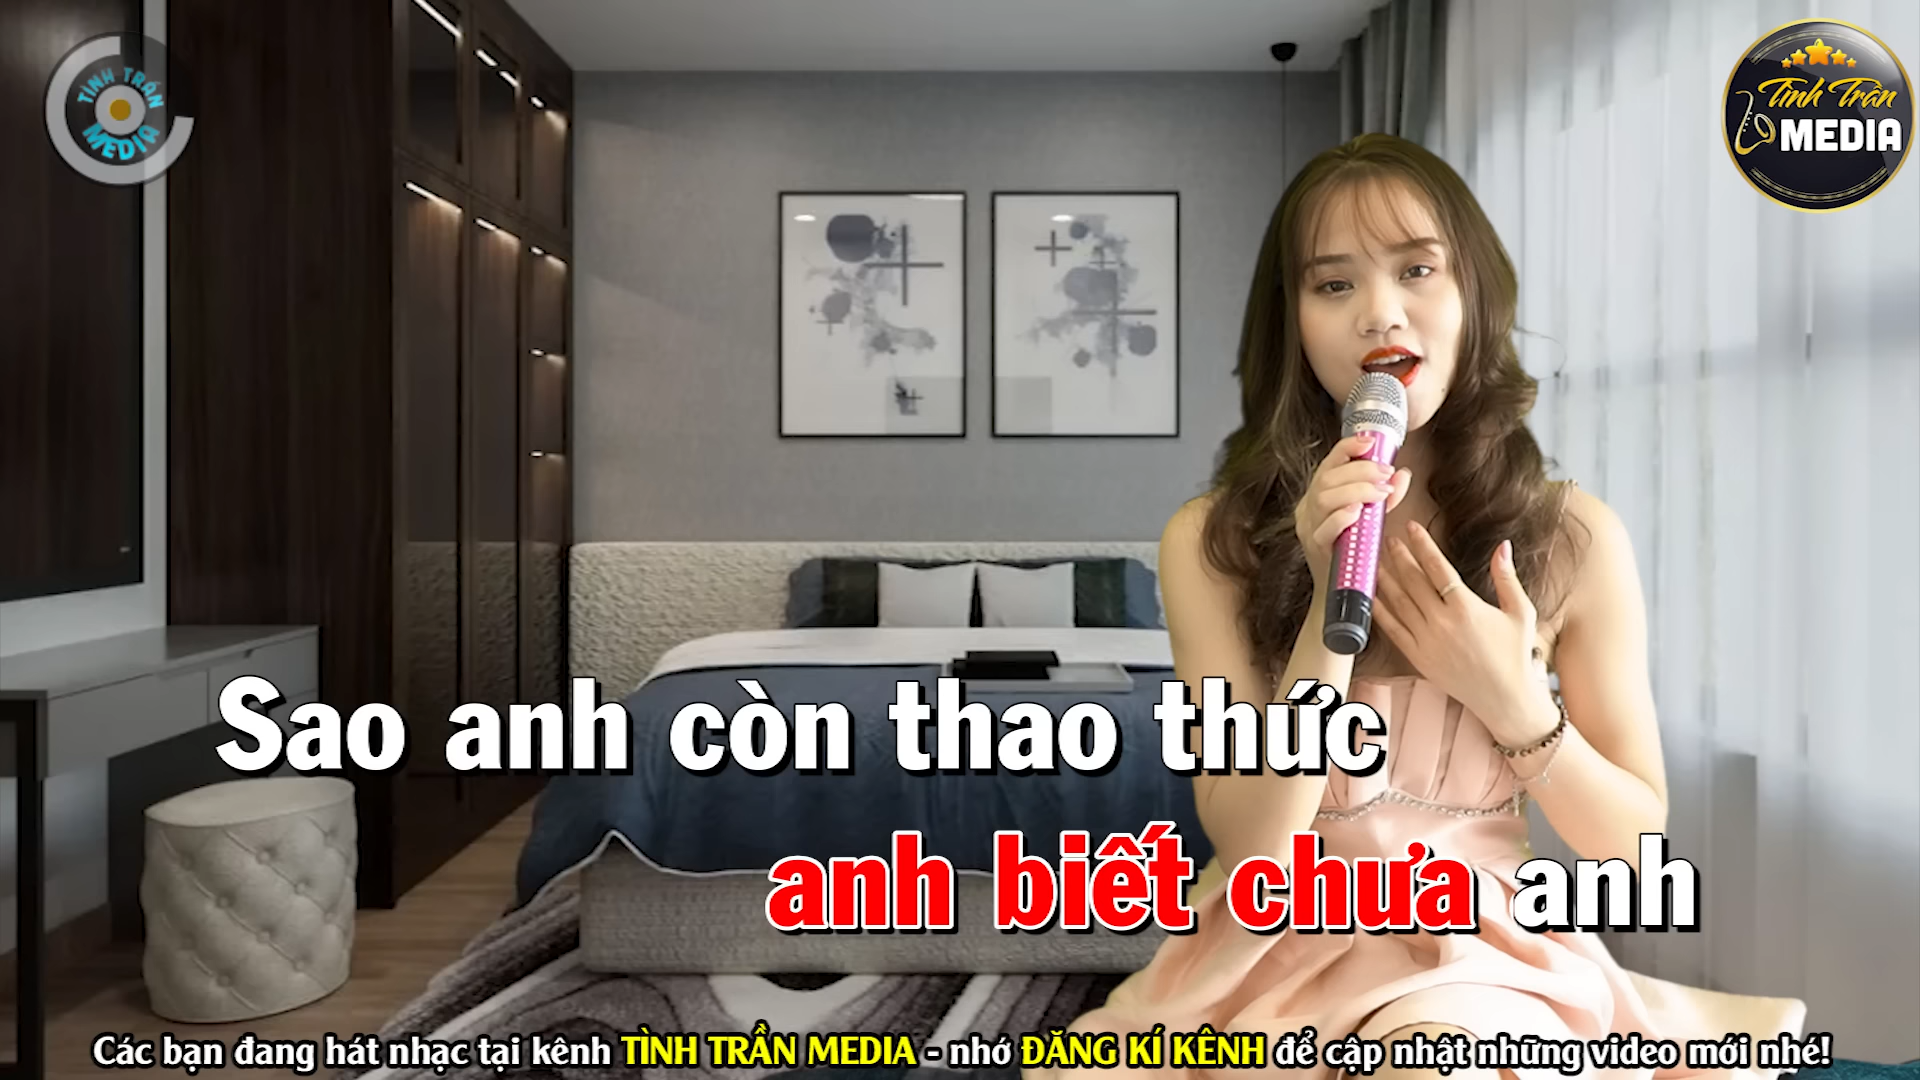 TÌNH TRẦN
MEDIA
Tình Trần
MEDIA
Sao anh còn thao thức
anh biết chưa anh
Các bạn đang hát nhạc tại kênh TÌNH TRẦN MEDIA - nhớ ĐĂNG KÍ KÊNH để cập nhật những video mới nhé!